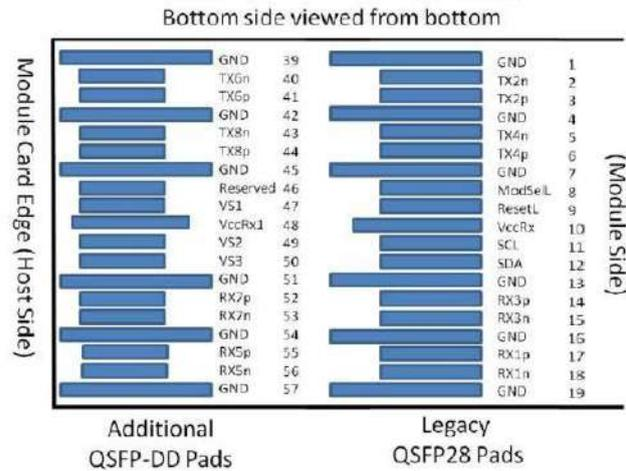 Bottom side viewed from bottom
Module Card Edge (Host Side)
GND 39
TX6n 40
TX6p 41
GND 42
TX8n 43
TX8p 44
GND 45
Reserved 46
VS1 47
VccRx1 48
VS2 49
VS3 50
GND 51
RX7p 52
RX7n 53
GND 54
RX5p 55
RX5n 56
GND 57
Additional
QSFP-DD Pads
GND 1
TX2n 2
TX2p 3
GND 4
TX4n 5
TX4p 6
GND 7
ModSelL 8
ResetL 9
VccRx 10
SCL 11
SDA 12
GND 13
RX3p 14
RX3n 15
GND 16
RX1p 17
RX1n 18
GND 19
Legacy
QSFP28 Pads
(Module Side)